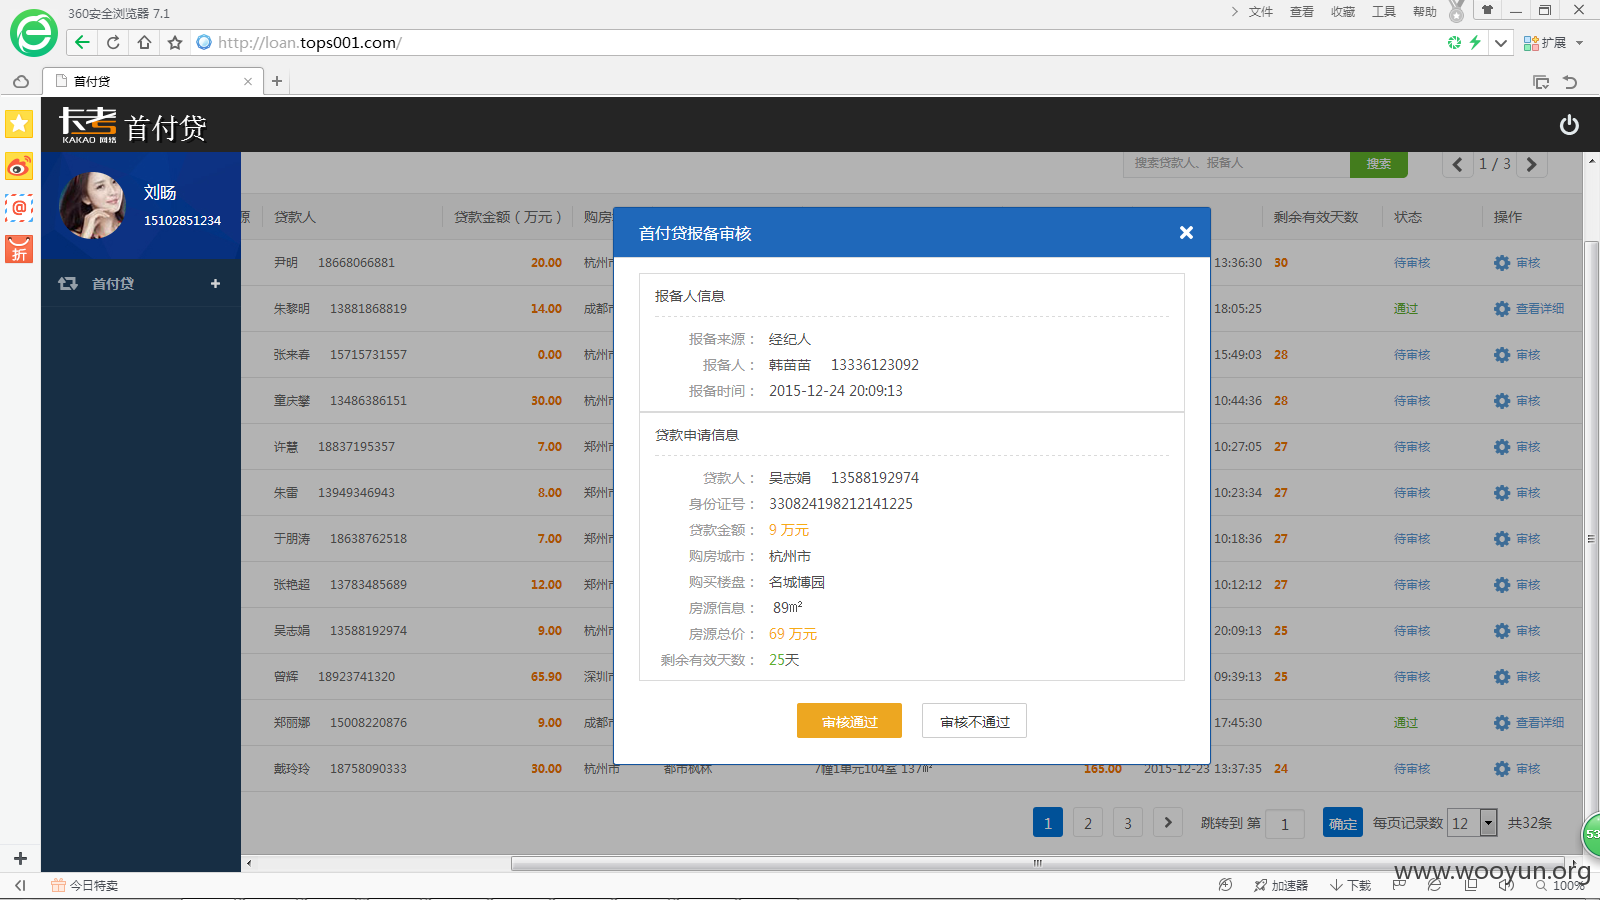 360安全浏览器 7.1
文件 查看 收藏 工具 帮助
http://loan.tops001.com/
扩展
首付贷
卡考 KAKAO 网络 首付贷
刘旸
15102851234
首付贷
搜索贷款人、报备人 搜索 1 / 3
源 贷款人 贷款金额（万元） 购房 剩余有效天数 状态 操作
尹明 18668066881 20.00 杭州市 13:36:30 30 待审核 审核
朱黎明 13881868819 14.00 成都市 18:05:25 通过 查看详细
张来春 15715731557 0.00 杭州市 15:49:03 28 待审核 审核
童庆攀 13486386151 30.00 杭州市 10:44:36 28 待审核 审核
许慧 18837195357 7.00 郑州市 10:27:05 27 待审核 审核
朱雷 13949346943 8.00 郑州市 10:23:34 27 待审核 审核
于朋涛 18638762518 7.00 郑州市 10:18:36 27 待审核 审核
张艳超 13783485689 12.00 郑州市 10:12:12 27 待审核 审核
吴志娟 13588192974 9.00 杭州市 20:09:13 25 待审核 审核
曾辉 18923741320 65.90 深圳市 09:39:13 25 待审核 审核
郑丽娜 15008220876 9.00 成都市 17:45:30 通过 查看详细
戴玲玲 18758090333 30.00 杭州市 都市枫林 7幢1单元104室 137㎡ 165.00 2015-12-23 13:37:35 24 待审核 审核
首付贷报备审核
报备人信息
报备来源： 经纪人
报备人： 韩苗苗 13336123092
报备时间： 2015-12-24 20:09:13
贷款申请信息
贷款人： 吴志娟 13588192974
身份证号： 330824198212141225
贷款金额： 9 万元
购房城市： 杭州市
购买楼盘： 名城博园
房源信息： 89㎡
房源总价： 69 万元
剩余有效天数： 25天
审核通过 审核不通过
1 2 3 跳转到 第 1 确定 每页记录数 12 共32条
53
www.wooyun.org
今日特卖 加速器 下载 100%